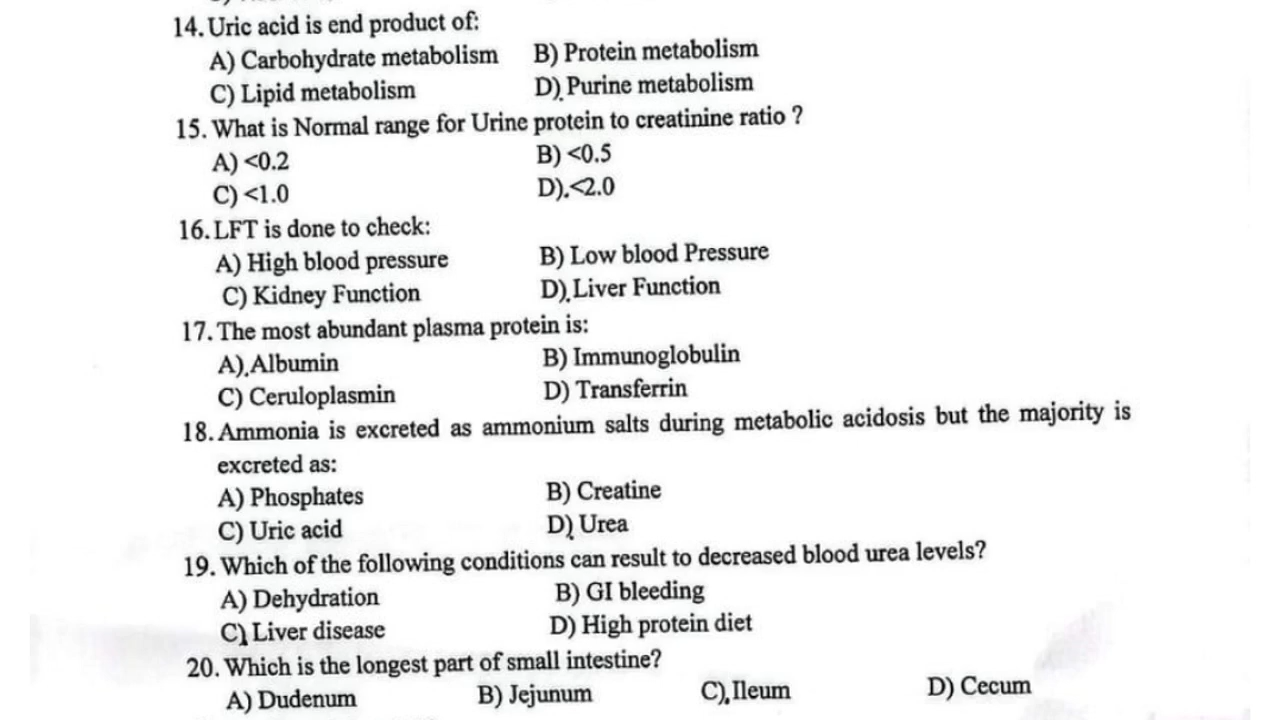 14. Uric acid is end product of:
A) Carbohydrate metabolism B) Protein metabolism
C) Lipid metabolism D) Purine metabolism
15. What is Normal range for Urine protein to creatinine ratio ?
A) <0.2 B) <0.5
C) <1.0 D) <2.0
16. LFT is done to check:
A) High blood pressure B) Low blood Pressure
C) Kidney Function D) Liver Function
17. The most abundant plasma protein is:
A) Albumin B) Immunoglobulin
C) Ceruloplasmin D) Transferrin
18. Ammonia is excreted as ammonium salts during metabolic acidosis but the majority is
excreted as:
A) Phosphates B) Creatine
C) Uric acid D) Urea
19. Which of the following conditions can result to decreased blood urea levels?
A) Dehydration B) GI bleeding
C) Liver disease D) High protein diet
20. Which is the longest part of small intestine?
A) Dudenum B) Jejunum C) Ileum D) Cecum